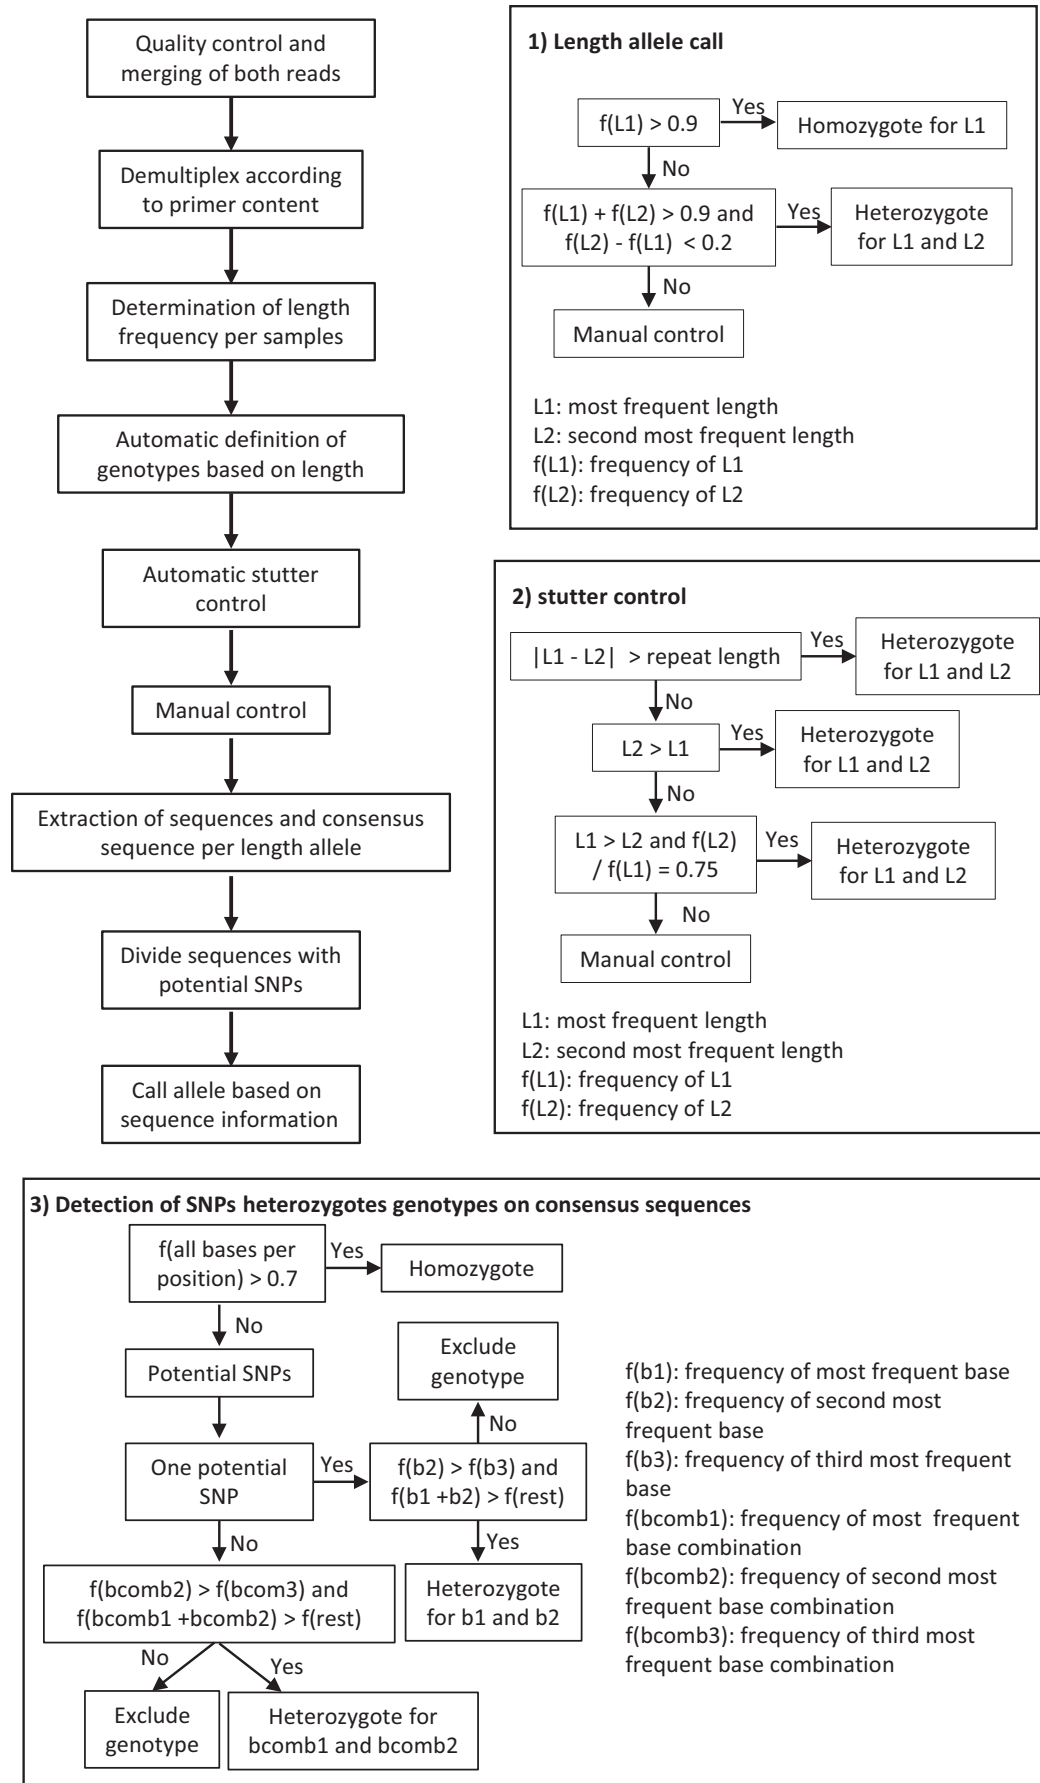 Quality control and
merging of both reads
Demultiplex according
to primer content
Determination of length
frequency per samples
Automatic definition of
genotypes based on length
Automatic stutter
control
Manual control
Extraction of sequences and consensus
sequence per length allele
Divide sequences with
potential SNPs
Call allele based on
sequence information
1) Length allele call
f(L1) > 0.9
Yes
Homozygote for L1
No
f(L1) + f(L2) > 0.9 and
f(L2) - f(L1) < 0.2
Yes
Heterozygote
for L1 and L2
No
Manual control
L1: most frequent length
L2: second most frequent length
f(L1): frequency of L1
f(L2): frequency of L2
2) stutter control
|L1 - L2| > repeat length
Yes
Heterozygote
for L1 and L2
No
L2 > L1
Yes
Heterozygote
for L1 and L2
No
L1 > L2 and f(L2)
/ f(L1) = 0.75
Yes
Heterozygote
for L1 and L2
No
Manual control
L1: most frequent length
L2: second most frequent length
f(L1): frequency of L1
f(L2): frequency of L2
3) Detection of SNPs heterozygotes genotypes on consensus sequences
f(all bases per
position) > 0.7
Yes
Homozygote
No
Potential SNPs
One potential
SNP
Yes
f(b2) > f(b3) and
f(b1 +b2) > f(rest)
No
Exclude
genotype
Yes
Heterozygote
for b1 and b2
No
f(bcomb2) > f(bcom3) and
f(bcomb1 +bcomb2) > f(rest)
No
Exclude
genotype
Yes
Heterozygote for
bcomb1 and bcomb2
f(b1): frequency of most frequent base
f(b2): frequency of second most
frequent base
f(b3): frequency of third most frequent
base
f(bcomb1): frequency of most frequent
base combination
f(bcomb2): frequency of second most
frequent base combination
f(bcomb3): frequency of third most
frequent base combination